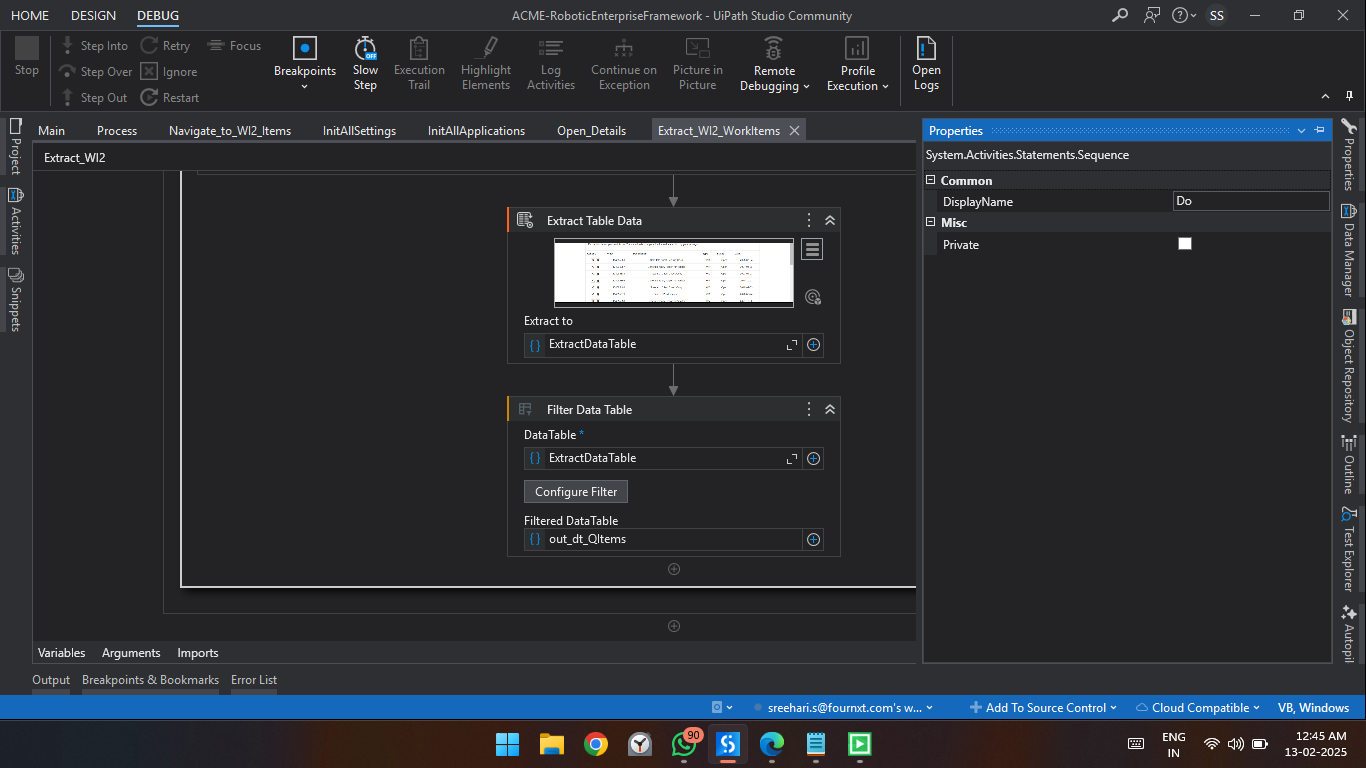 HOME DESIGN DEBUG ACME-RoboticEnterpriseFramework - UiPath Studio Community SS
Stop
Step Into Retry Focus
Step Over Ignore
Step Out Restart
Breakpoints
Slow
Step
OFF
Execution
Trail
Highlight
Elements
Log
Activities
Continue on
Exception
Picture in
Picture
Remote
Debugging
Profile
Execution
Open
Logs
Project
Activities
Snippets
Main Process Navigate_to_WI2_Items InitAllSettings InitAllApplications Open_Details Extract_WI2_WorkItems
Extract_WI2
Extract Table Data
Extract to
ExtractDataTable
Filter Data Table
DataTable *
ExtractDataTable
Configure Filter
Filtered DataTable
out_dt_QItems
Properties
System.Activities.Statements.Sequence
Common
DisplayName Do
Misc
Private
Properties
Data Manager
Object Repository
Outline
Test Explorer
Autopil
Variables Arguments Imports
Output Breakpoints & Bookmarks Error List
sreehari.s@fournxt.com's w... Add To Source Control Cloud Compatible VB, Windows
90
ENG
IN
12:45 AM
13-02-2025